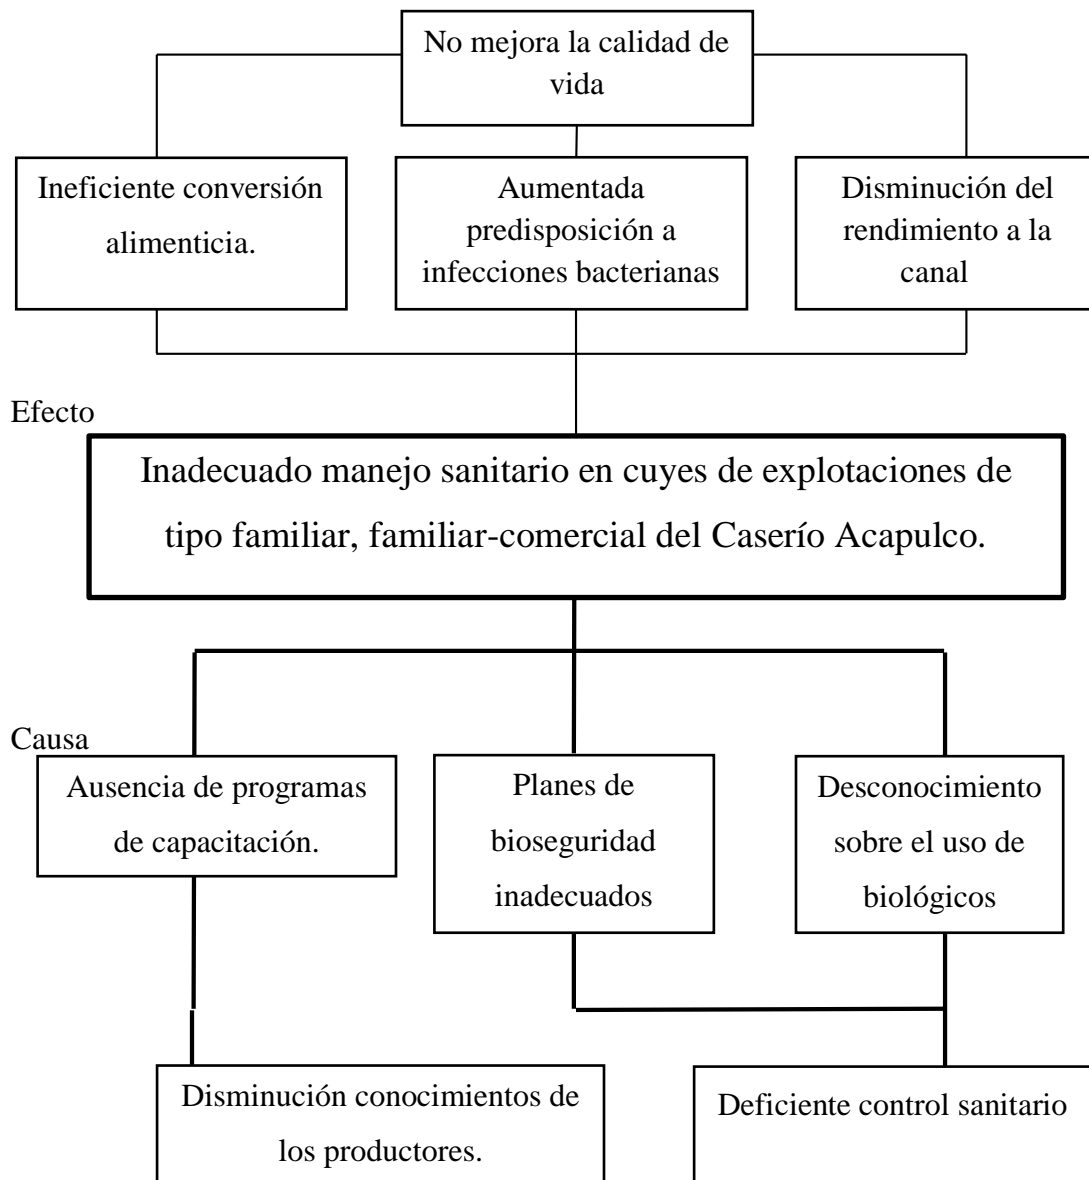 No mejora la calidad de
vida
Ineficiente conversión
alimenticia.
Aumentada
predisposición a
infecciones bacterianas
Disminución del
rendimiento a la
canal
Efecto
Inadecuado manejo sanitario en cuyes de explotaciones de
tipo familiar, familiar-comercial del Caserío Acapulco.
Causa
Ausencia de programas
de capacitación.
Planes de
bioseguridad
inadecuados
Desconocimiento
sobre el uso de
biológicos
Disminución conocimientos de
los productores.
Deficiente control sanitario